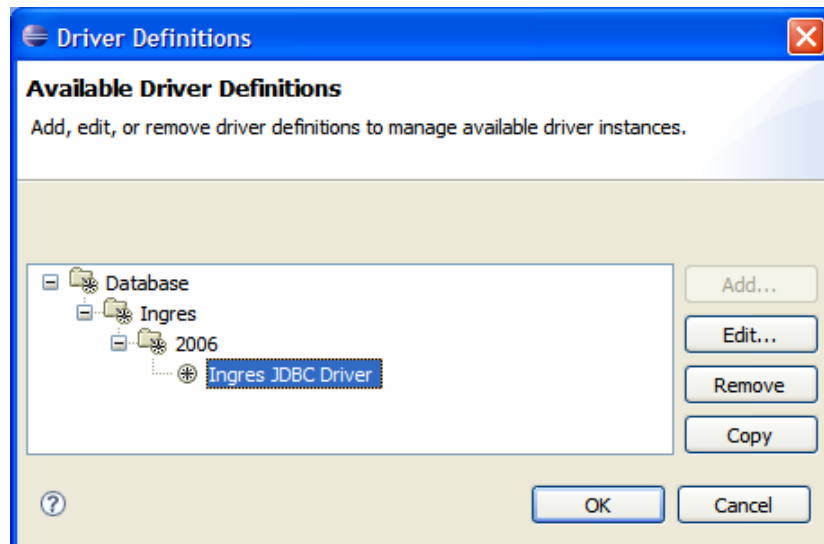 Driver Definitions
Available Driver Definitions
Add, edit, or remove driver definitions to manage available driver instances.
Database
Ingres
2006
Ingres JDBC Driver
Add...
Edit...
Remove
Copy
?
OK
Cancel